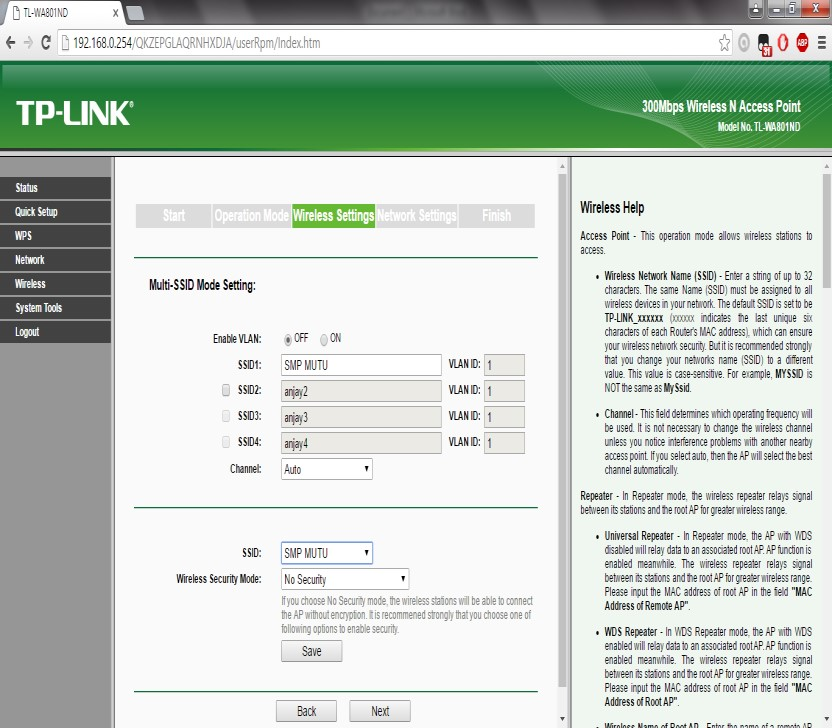 TL-WA801ND
192.168.0.254/QKZEPGLAQRNHXDJA/userRpm/Index.htm
31
ABP
TP-LINK®
300Mbps Wireless N Access Point
Model No. TL-WA801ND
Status
Quick Setup
WPS
Network
Wireless
System Tools
Logout
Start Operation Mode Wireless Settings Network Settings Finish
Multi-SSID Mode Setting:
Enable VLAN: OFF ON
SSID1: SMP MUTU VLAN ID: 1
SSID2: anjay2 VLAN ID: 1
SSID3: anjay3 VLAN ID: 1
SSID4: anjay4 VLAN ID: 1
Channel: Auto
SSID: SMP MUTU
Wireless Security Mode: No Security
If you choose No Security mode, the wireless stations will be able to connect
the AP without encryption. It is recommened strongly that you choose one of
following options to enable security.
Save
Back Next
Wireless Help
Access Point - This operation mode allows wireless stations to
access.
• Wireless Network Name (SSID) - Enter a string of up to 32
characters. The same Name (SSID) must be assigned to all
wireless devices in your network. The default SSID is set to be
TP-LINK_xxxxxx (xxxxxx indicates the last unique six
characters of each Router's MAC address), which can ensure
your wireless network security. But it is recommended strongly
that you change your networks name (SSID) to a different
value. This value is case-sensitive. For example, MYSSID is
NOT the same as MySsid.
• Channel - This field determines which operating frequency will
be used. It is not necessary to change the wireless channel
unless you notice interference problems with another nearby
access point. If you select auto, then the AP will select the best
channel automatically.
Repeater - In Repeater mode, the wireless repeater relays signal
between its stations and the root AP for greater wireless range.
• Universal Repeater - In Repeater mode, the AP with WDS
disabled will relay data to an associated root AP. AP function is
enabled meanwhile. The wireless repeater relays signal
between its stations and the root AP for greater wireless range.
Please input the MAC address of root AP in the field "MAC
Address of Remote AP".
• WDS Repeater - In WDS Repeater mode, the AP with WDS
enabled will relay data to an associated root AP. AP function is
enabled meanwhile. The wireless repeater relays signal
between its stations and the root AP for greater wireless range.
Please input the MAC address of root AP in the field "MAC
Address of Root AP".
• Wireless Name of Root AP - Enter the name of a remote AP